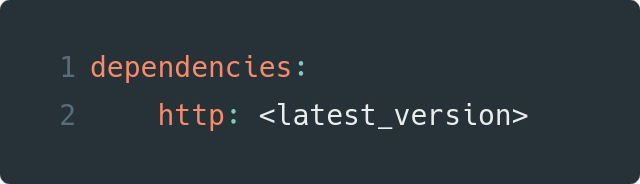 1 dependencies:
2     http: <latest_version>